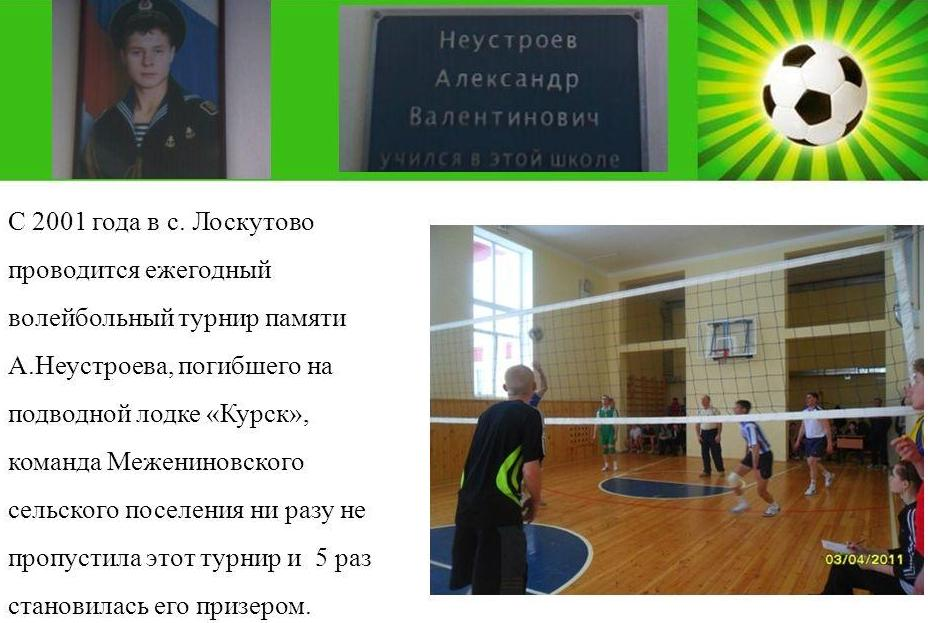 Неустроев
Александр
Валентинович
учился в этой школе
С 2001 года в с. Лоскутово
проводится ежегодный
волейбольный турнир памяти
А.Неустроева, погибшего на
подводной лодке «Курск»,
команда Межениновского
сельского поселения ни разу не
пропустила этот турнир и 5 раз
становилась его призером.
03/04/2011